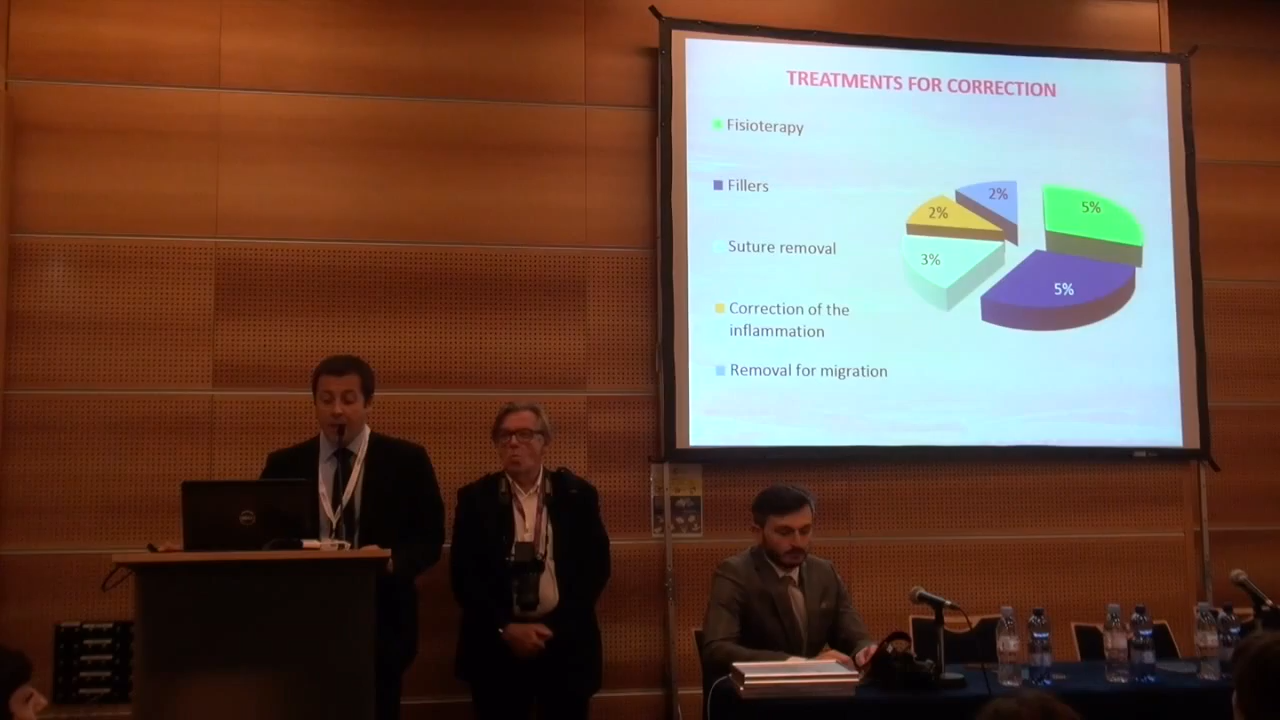 TREATMENTS FOR CORRECTION
Fisioterapy
Fillers
Suture removal
Correction of the
inflammation
Removal for migration
2%
5%
2%
3%
5%
DELL